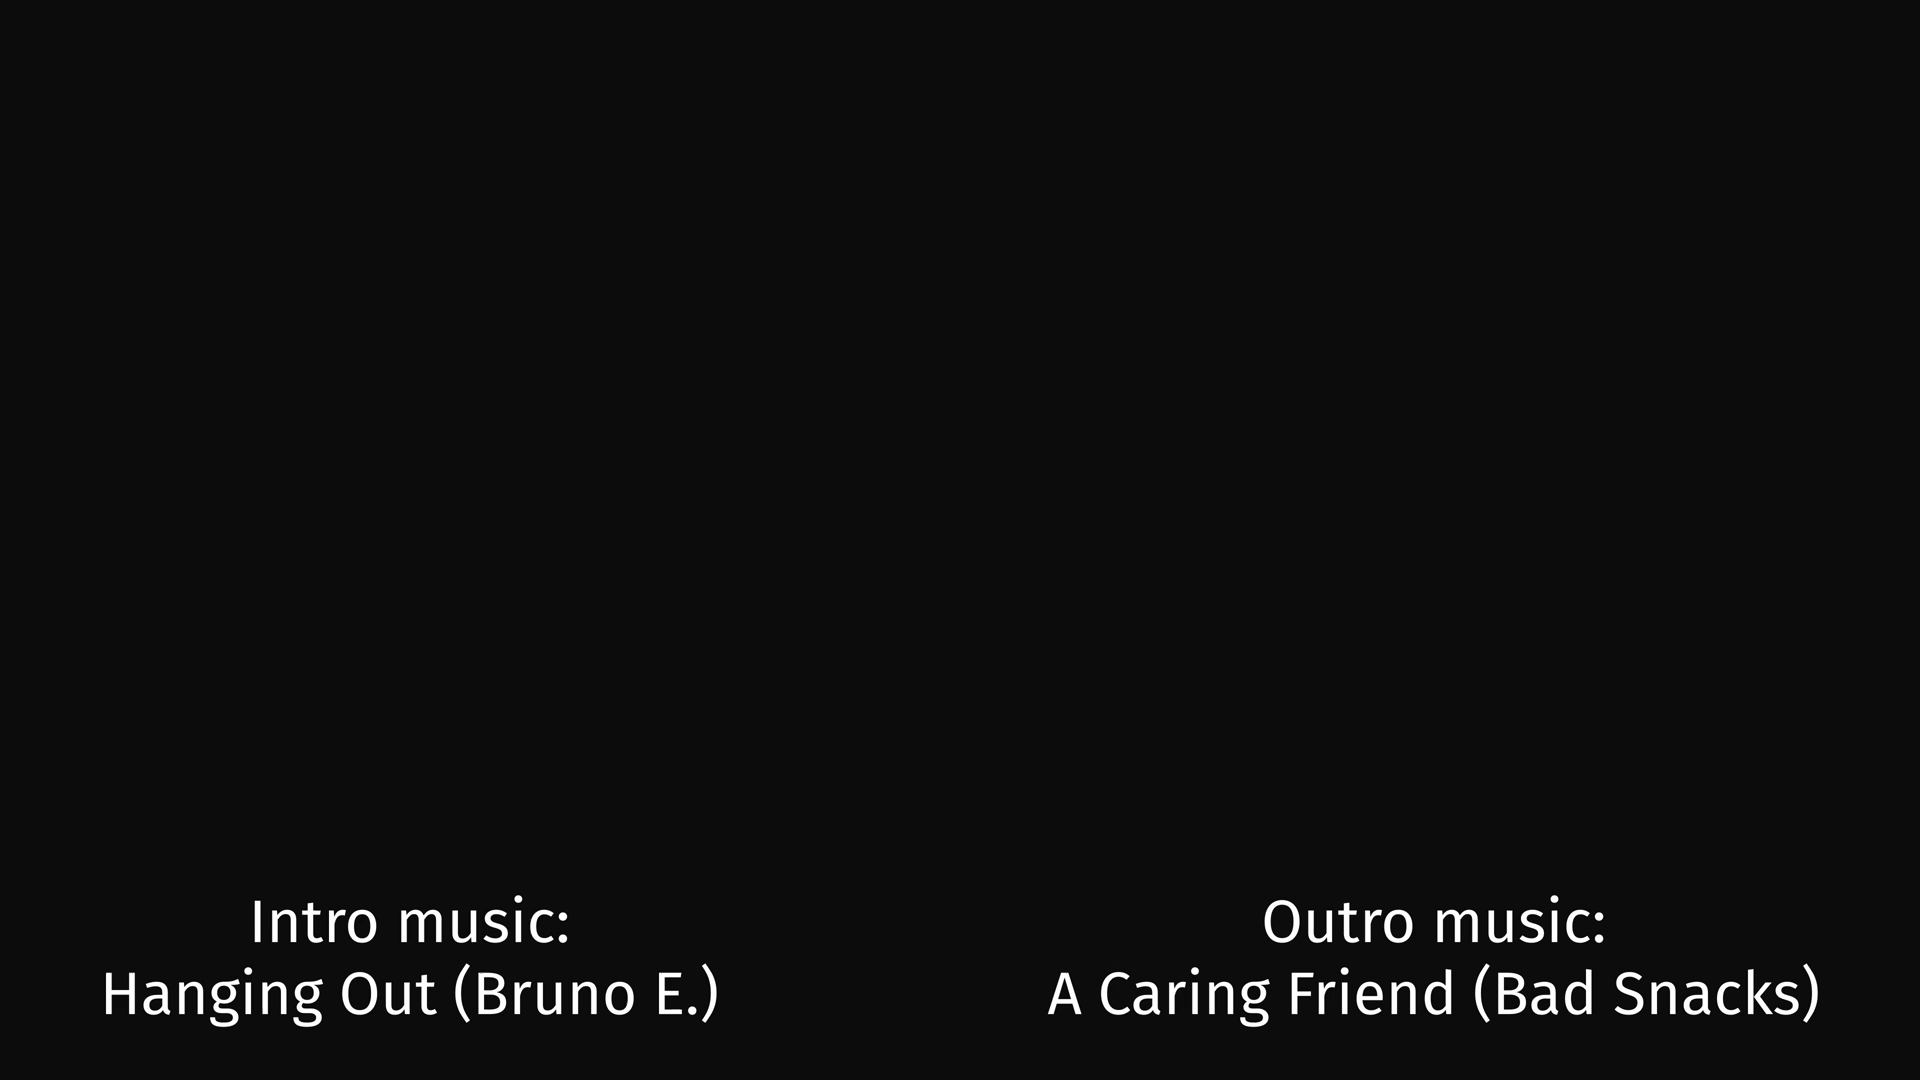 Intro music:
Hanging Out (Bruno E.)
Outro music:
A Caring Friend (Bad Snacks)